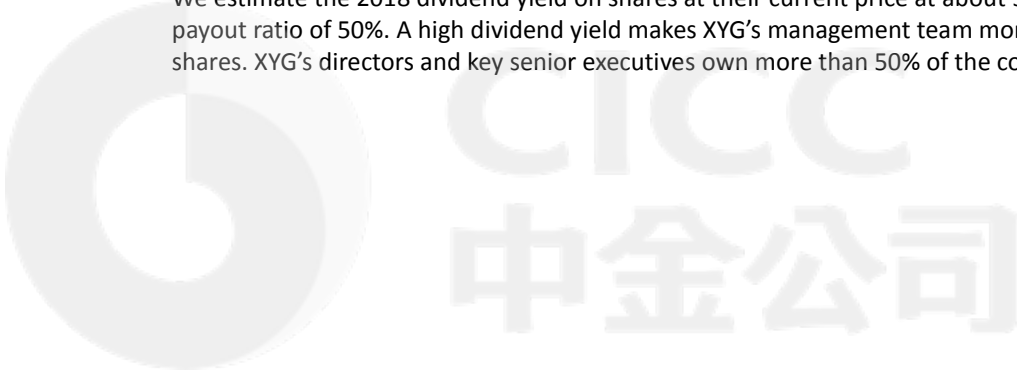 We estimate the 2018 dividend yield on shares at their current price at about
payout ratio of 50%. A high dividend yield makes XYG's management team
shares. XYG's directors and key senior executives own more than 50% of the
CICC
中金公司